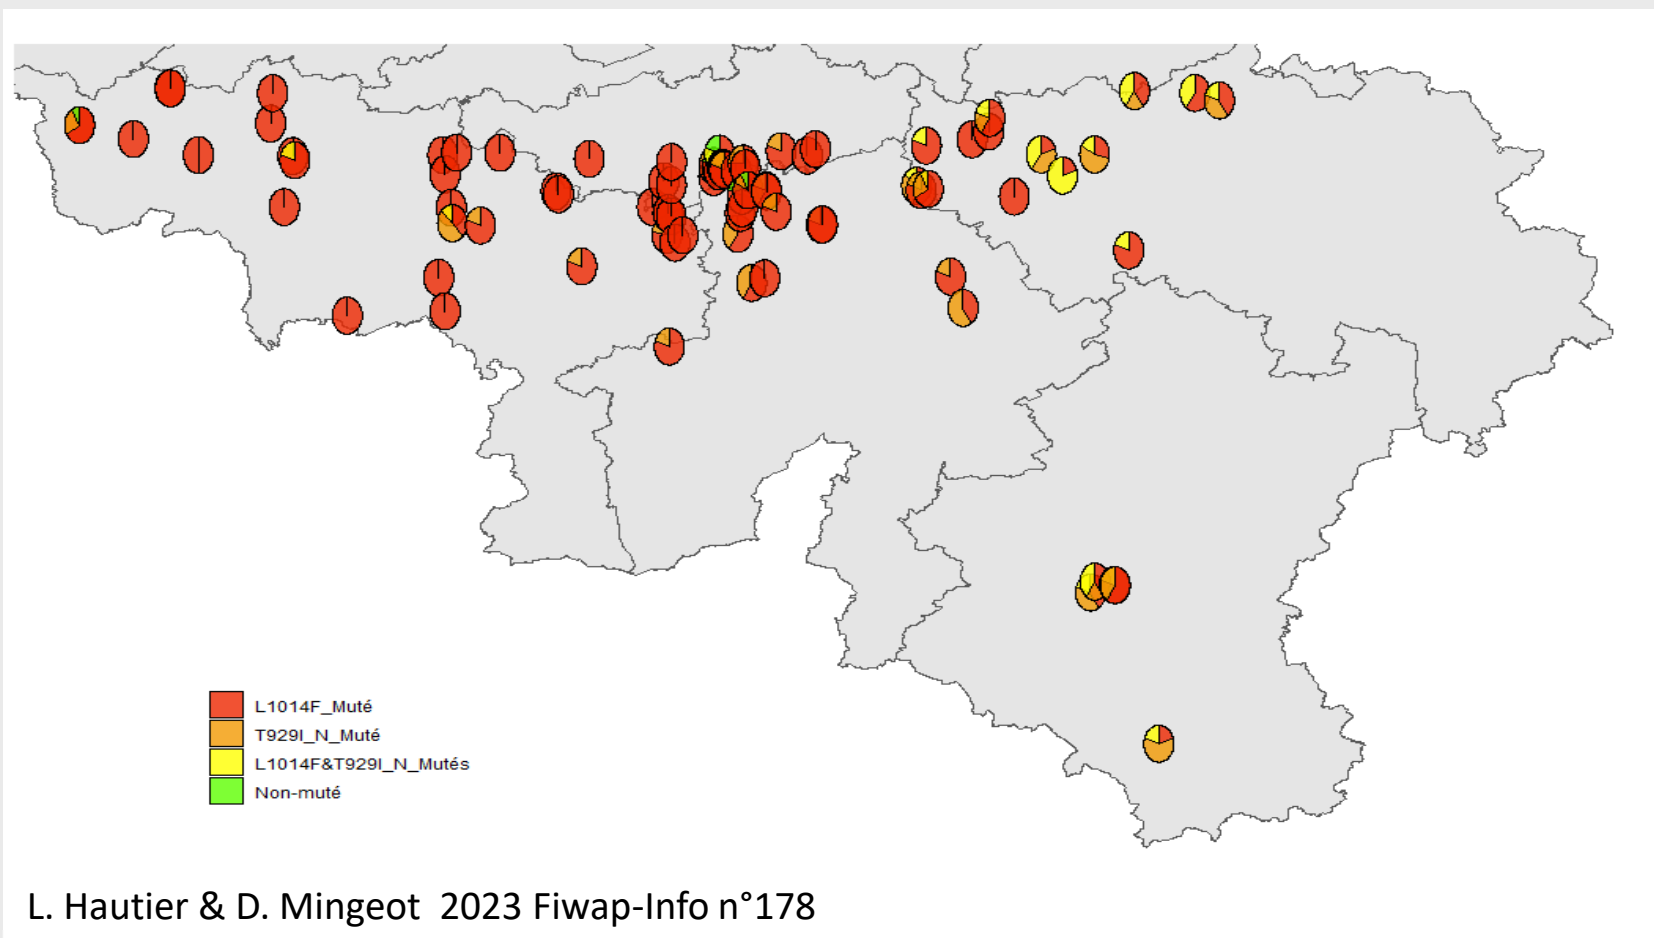 L1014F_Muté
T929I_N_Muté
L1014F&T929I_N_Mutés
Non-muté
L. Hautier & D. Mingeot 2023 Fiwap-Info n°178